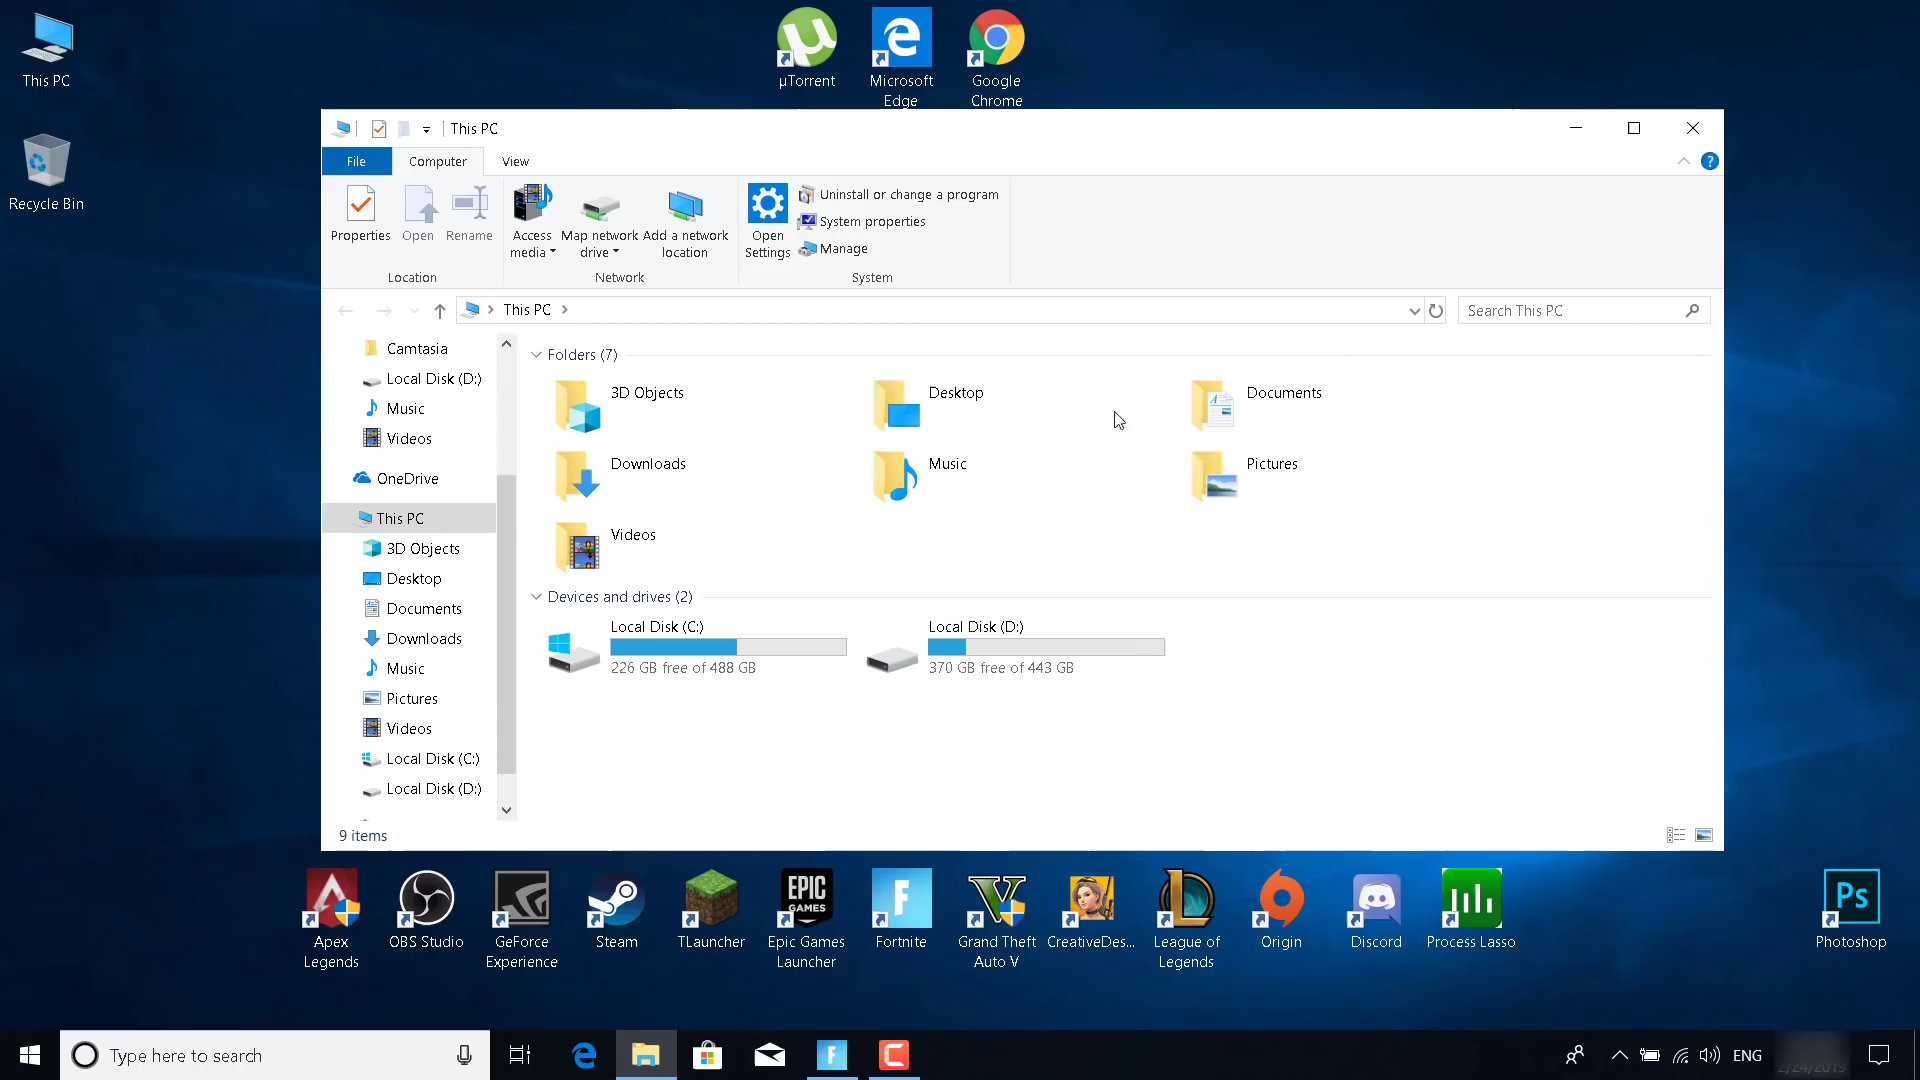 This PC
Recycle Bin
µTorrent
Microsoft
Edge
Google
Chrome
This PC
File
Computer
View
Properties
Open
Rename
Location
Access
media
Map network
drive
Add a network
location
Network
Open
Settings
Uninstall or change a program
System properties
Manage
System
This PC
Search This PC
Camtasia
Local Disk (D:)
Music
Videos
OneDrive
This PC
3D Objects
Desktop
Documents
Downloads
Music
Pictures
Videos
Local Disk (C:)
Local Disk (D:)
Folders (7)
3D Objects
Desktop
Documents
Downloads
Music
Pictures
Videos
Devices and drives (2)
Local Disk (C:)
226 GB free of 488 GB
Local Disk (D:)
370 GB free of 443 GB
9 items
EPIC
GAMES
Ps
Apex
Legends
OBS Studio
GeForce
Experience
Steam
TLauncher
Epic Games
Launcher
Fortnite
Grand Theft
Auto V
CreativeDes...
League of
Legends
Origin
Discord
Process Lasso
Photoshop
Type here to search
ENG